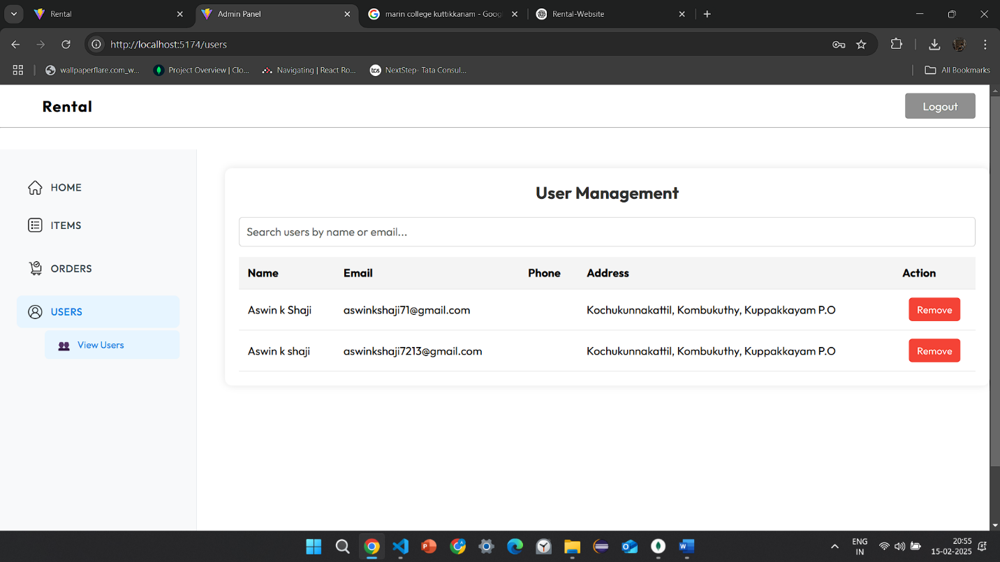 Rental
Admin Panel
marin college kuttikkanam - Goog
Rental-Website
http://localhost:5174/users
wallpaperflare.com_w...
Project Overview | Clo...
Navigating | React Ro...
tcs
NextStep- Tata Consul...
All Bookmarks
Rental
Logout
HOME
ITEMS
ORDERS
USERS
View Users
User Management
Search users by name or email...
Name Email Phone Address Action
Aswin k Shaji aswinkshaji71@gmail.com Kochukunnakattil, Kombukuthy, Kuppakkayam P.O Remove
Aswin k shaji aswinkshaji7213@gmail.com Kochukunnakattil, Kombukuthy, Kuppakkayam P.O Remove
ENG
IN
20:55
15-02-2025